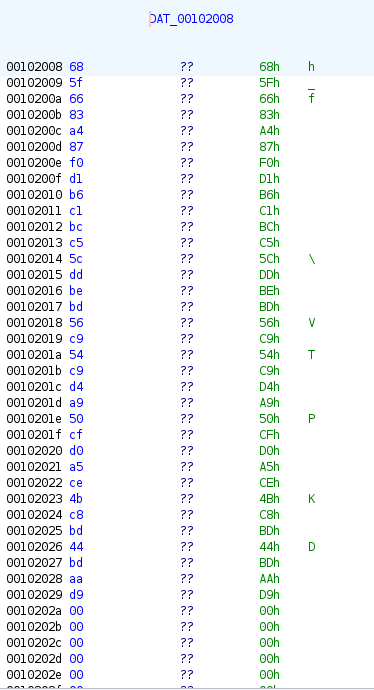 DAT_00102008
00102008 68 ?? 68h h
00102009 5f ?? 5Fh _
0010200a 66 ?? 66h f
0010200b 83 ?? 83h
0010200c a4 ?? A4h
0010200d 87 ?? 87h
0010200e f0 ?? F0h
0010200f d1 ?? D1h
00102010 b6 ?? B6h
00102011 c1 ?? C1h
00102012 bc ?? BCh
00102013 c5 ?? C5h
00102014 5c ?? 5Ch \
00102015 dd ?? DDh
00102016 be ?? BEh
00102017 bd ?? BDh
00102018 56 ?? 56h V
00102019 c9 ?? C9h
0010201a 54 ?? 54h T
0010201b c9 ?? C9h
0010201c d4 ?? D4h
0010201d a9 ?? A9h
0010201e 50 ?? 50h P
0010201f cf ?? CFh
00102020 d0 ?? D0h
00102021 a5 ?? A5h
00102022 ce ?? CEh
00102023 4b ?? 4Bh K
00102024 c8 ?? C8h
00102025 bd ?? BDh
00102026 44 ?? 44h D
00102027 bd ?? BDh
00102028 aa ?? AAh
00102029 d9 ?? D9h
0010202a 00 ?? 00h
0010202b 00 ?? 00h
0010202c 00 ?? 00h
0010202d 00 ?? 00h
0010202e 00 ?? 00h